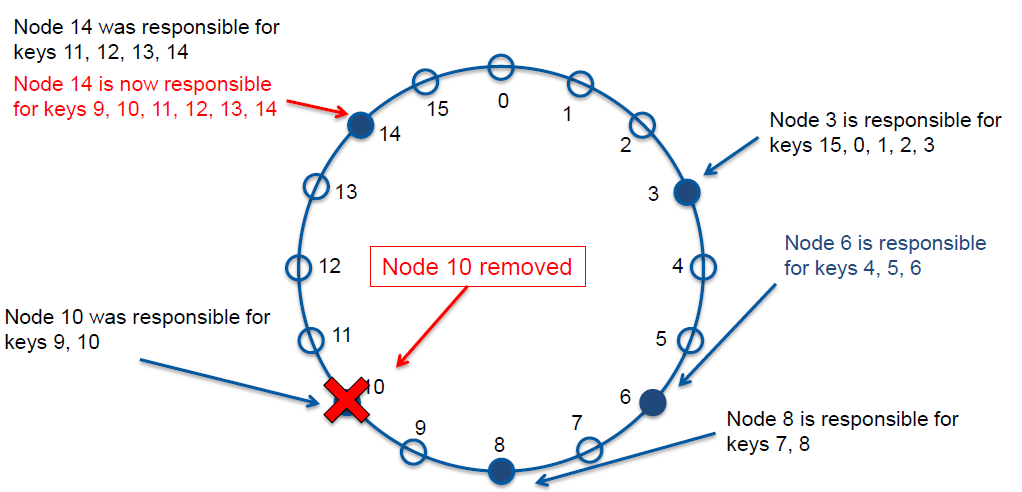 Node 14 was responsible for
keys 11, 12, 13, 14
Node 14 is now responsible
for keys 9, 10, 11, 12, 13, 14
0
15
1
14
2
Node 3 is responsible for
keys 15, 0, 1, 2, 3
13
3
Node 6 is responsible
for keys 4, 5, 6
12
Node 10 removed
4
Node 10 was responsible for
keys 9, 10
11
5
10
6
9
7
8
Node 8 is responsible for
keys 7, 8